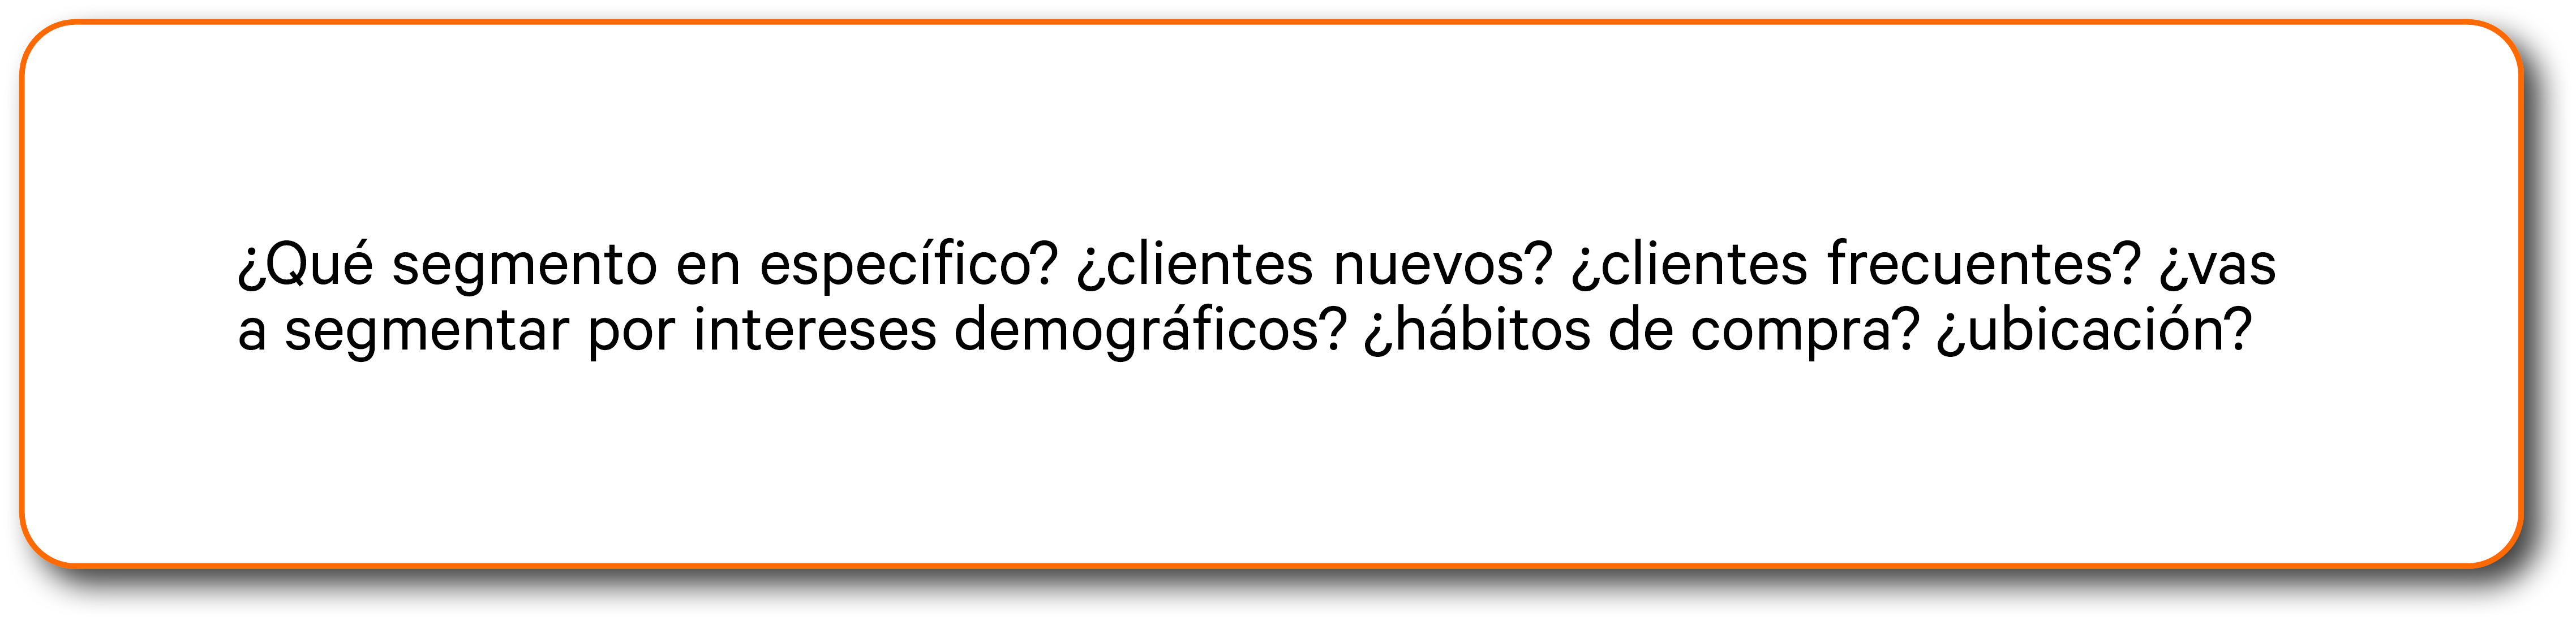 ¿Qué segmento en específico? ¿clientes nuevos? ¿clientes frecuentes? ¿vas
a segmentar por intereses demográficos? ¿hábitos de compra? ¿ubicación?